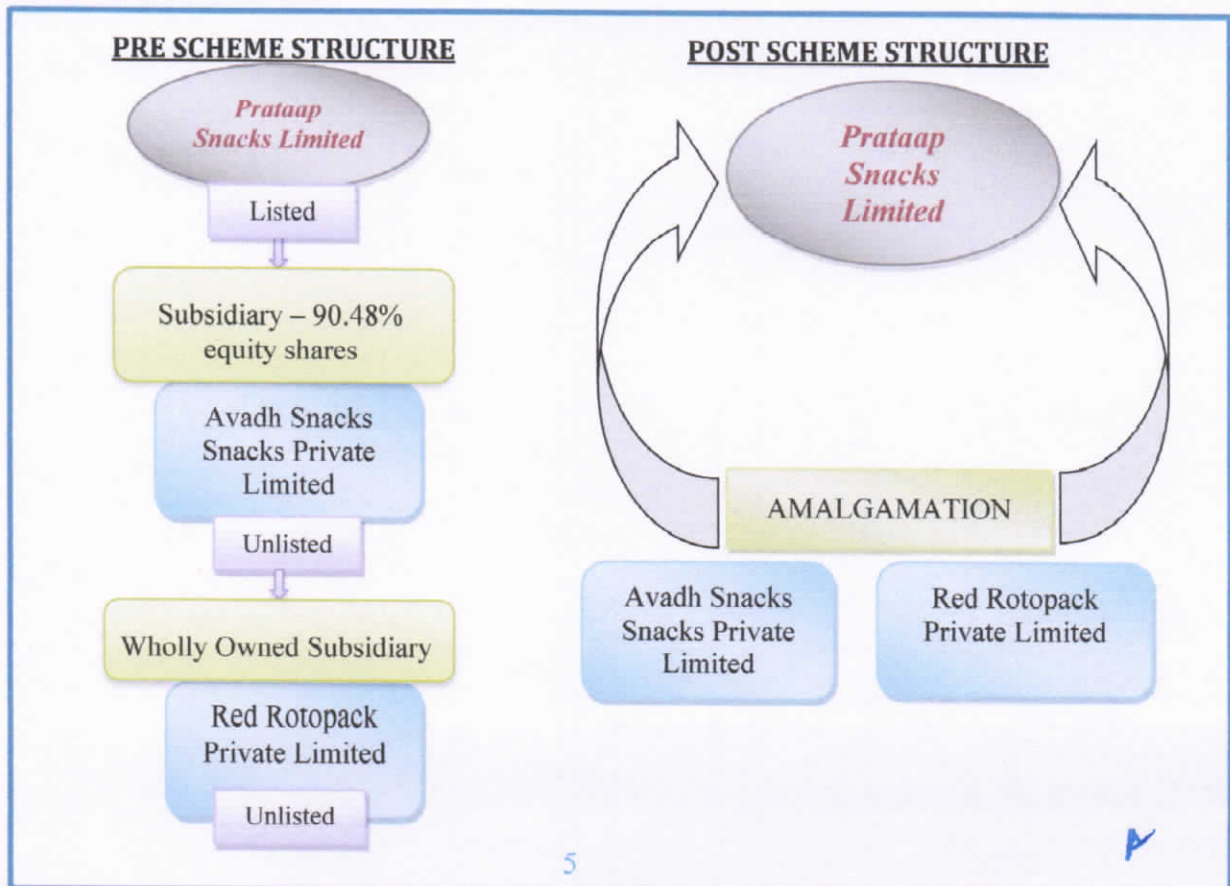 PRE SCHEME STRUCTURE
Prataap
Snacks Limited
Listed
Subsidiary – 90.48%
equity shares
Avadh Snacks
Snacks Private
Limited
Unlisted
Wholly Owned Subsidiary
Red Rotopack
Private Limited
Unlisted
POST SCHEME STRUCTURE
Prataap
Snacks
Limited
AMALGAMATION
Avadh Snacks
Snacks Private
Limited
Red Rotopack
Private Limited
5